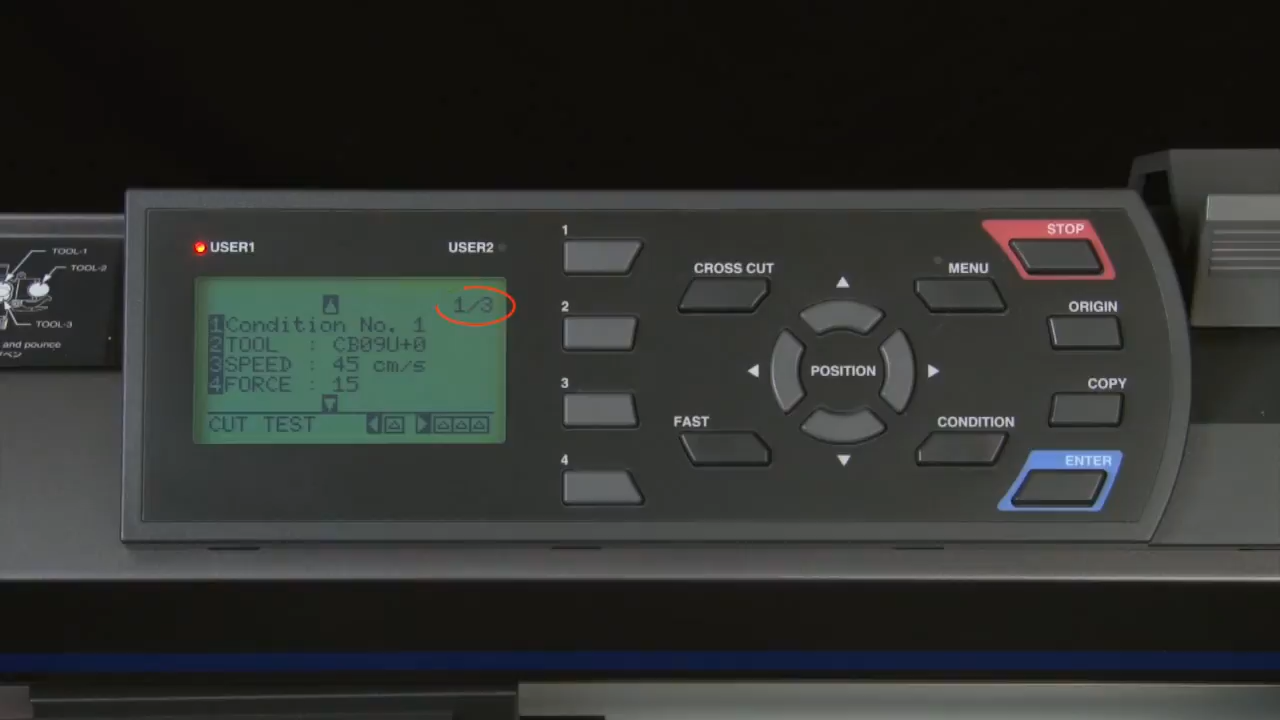 TOOL-1
TOOL-2
TOOL-3
and pounce
ペン
USER1
USER2
1/3
1 Condition No. 1
2 TOOL : CB09U+0
3 SPEED : 45 cm/s
4 FORCE : 15
CUT TEST
1
2
3
4
CROSS CUT
MENU
STOP
ORIGIN
POSITION
COPY
FAST
CONDITION
ENTER